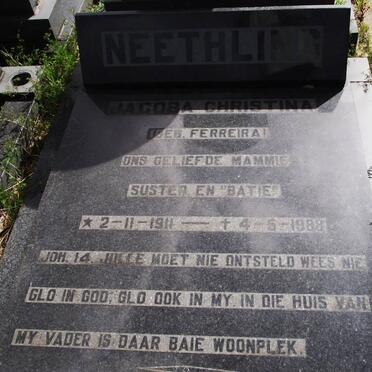 NEETHLING
JACOBA CHRISTINA
(GEB. FERREIRA)
ONS GELIEFDE MAMMIE
SUSTER EN "BATIE"
* 2-11-1911 — † 4-5-1988
JOH. 14. JULLE MOET NIE ONTSTELD WEES NIE
GLO IN GOD, GLO OOK IN MY. IN DIE HUIS VAN
MY VADER IS DAAR BAIE WOONPLEK